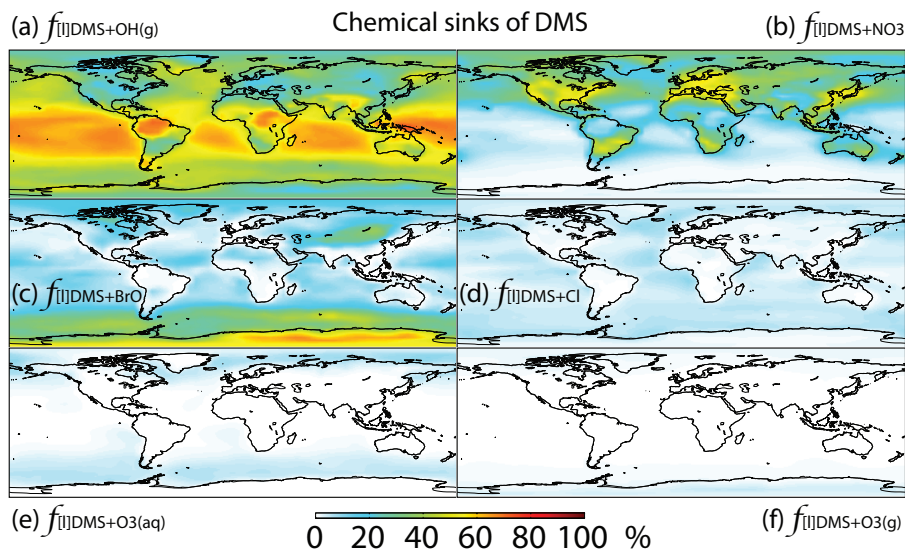 Chemical sinks of DMS
(a) f[l]DMS+OH(g)
(b) f[l]DMS+NO3
(c) f[l]DMS+BrO
(d) f[l]DMS+Cl
(e) f[l]DMS+O3(aq)
(f) f[l]DMS+O3(g)
0 20 40 60 80 100 %